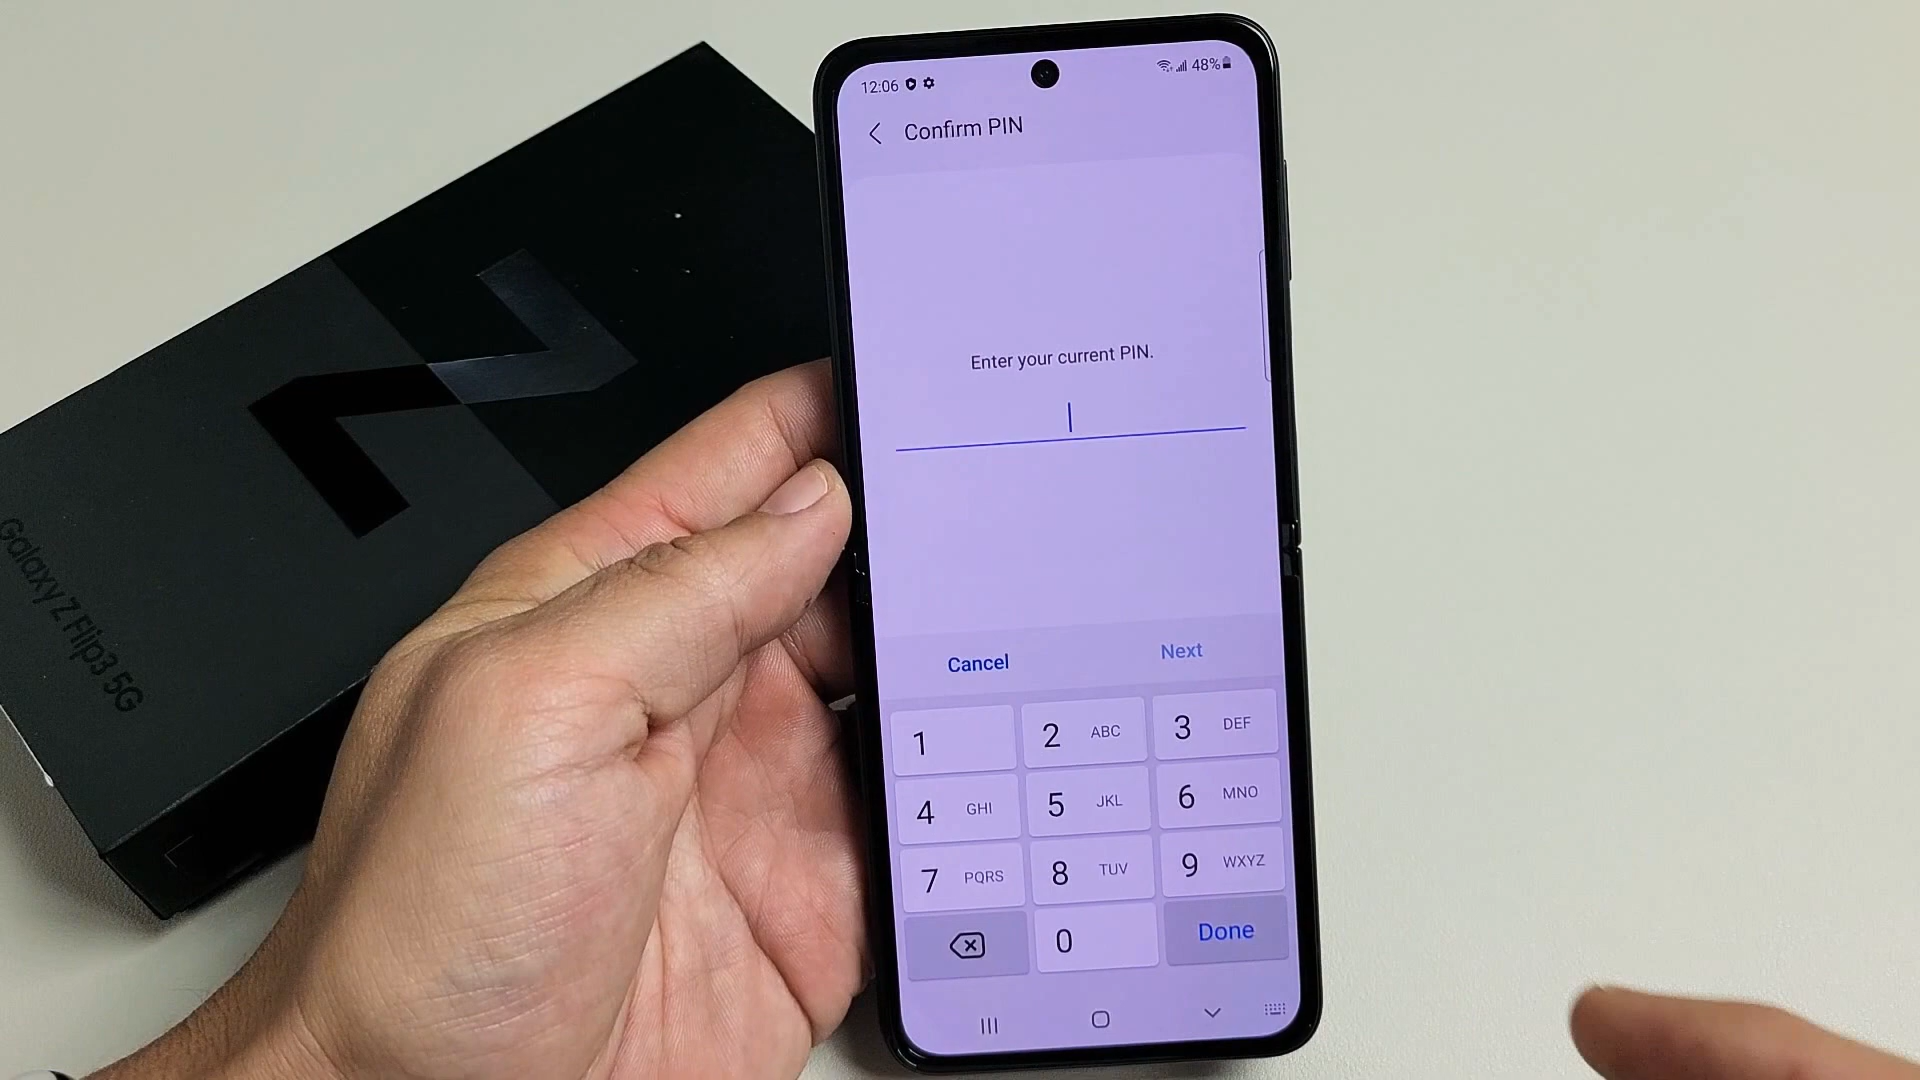 12:06
48%
Confirm PIN
Enter your current PIN.
Cancel Next
1 2 ABC 3 DEF
4 GHI 5 JKL 6 MNO
7 PQRS 8 TUV 9 WXYZ
0 Done
Galaxy Z Flip3 5G